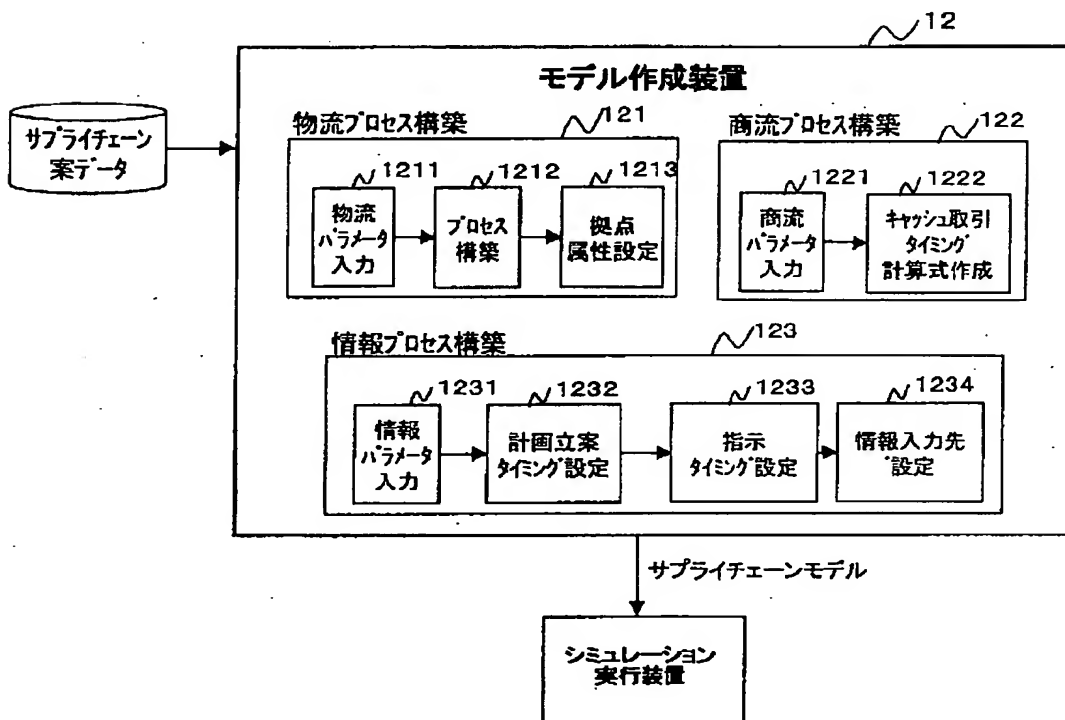 12
モデル作成装置
サプライチェーン
案データ
物流プロセス構築
121
1211
物流
パラメータ
入力
1212
プロセス
構築
1213
拠点
属性設定
商流プロセス構築
122
1221
商流
パラメータ
入力
1222
キャッシュ取引
タイミング
計算式作成
情報プロセス構築
123
1231
情報
パラメータ
入力
1232
計画立案
タイミング設定
1233
指示
タイミング設定
1234
情報入力先
設定
サプライチェーンモデル
シミュレーション
実行装置